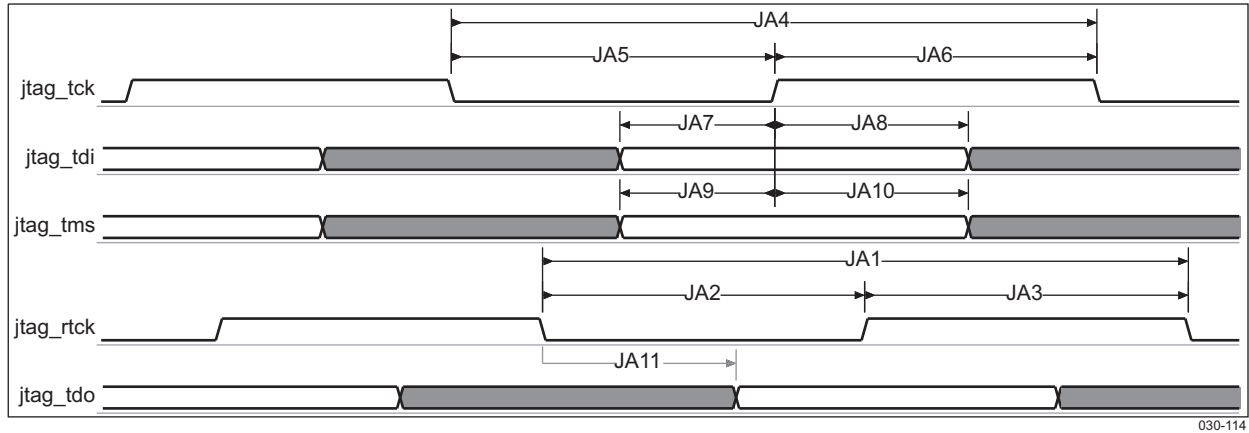 JA4
JA5 JA6
jtag_tck
JA7 JA8
jtag_tdi
JA9 JA10
jtag_tms
JA1
JA2 JA3
jtag_rtck
JA11
jtag_tdo
030-114